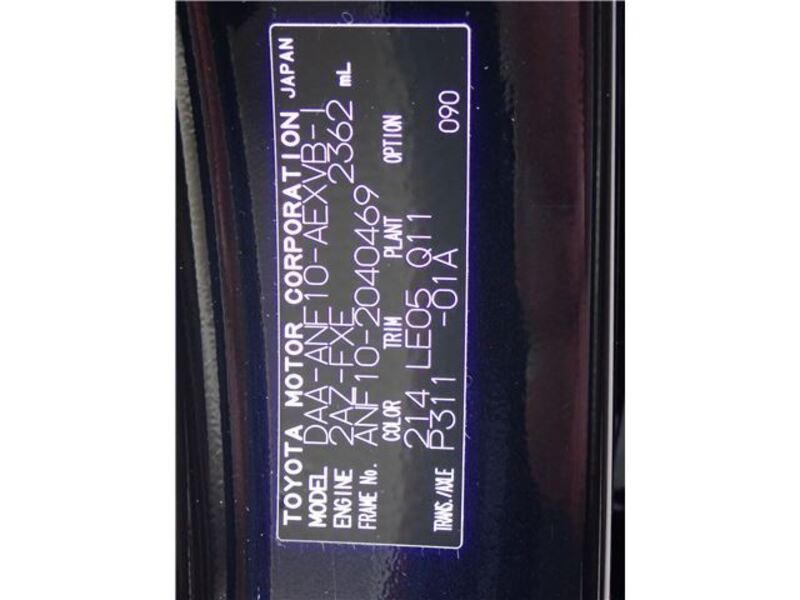 TOYOTA MOTOR CORPORATION JAPAN
MODEL DAA-ANF10-AEXVB-1
ENGINE 2AZ-FXE 2362 mL
FRAME No. ANF10-2040469
COLOR TRIM PLANT OPTION
214 LE05 Q11
TRANS./AXLE P311 -01A 090